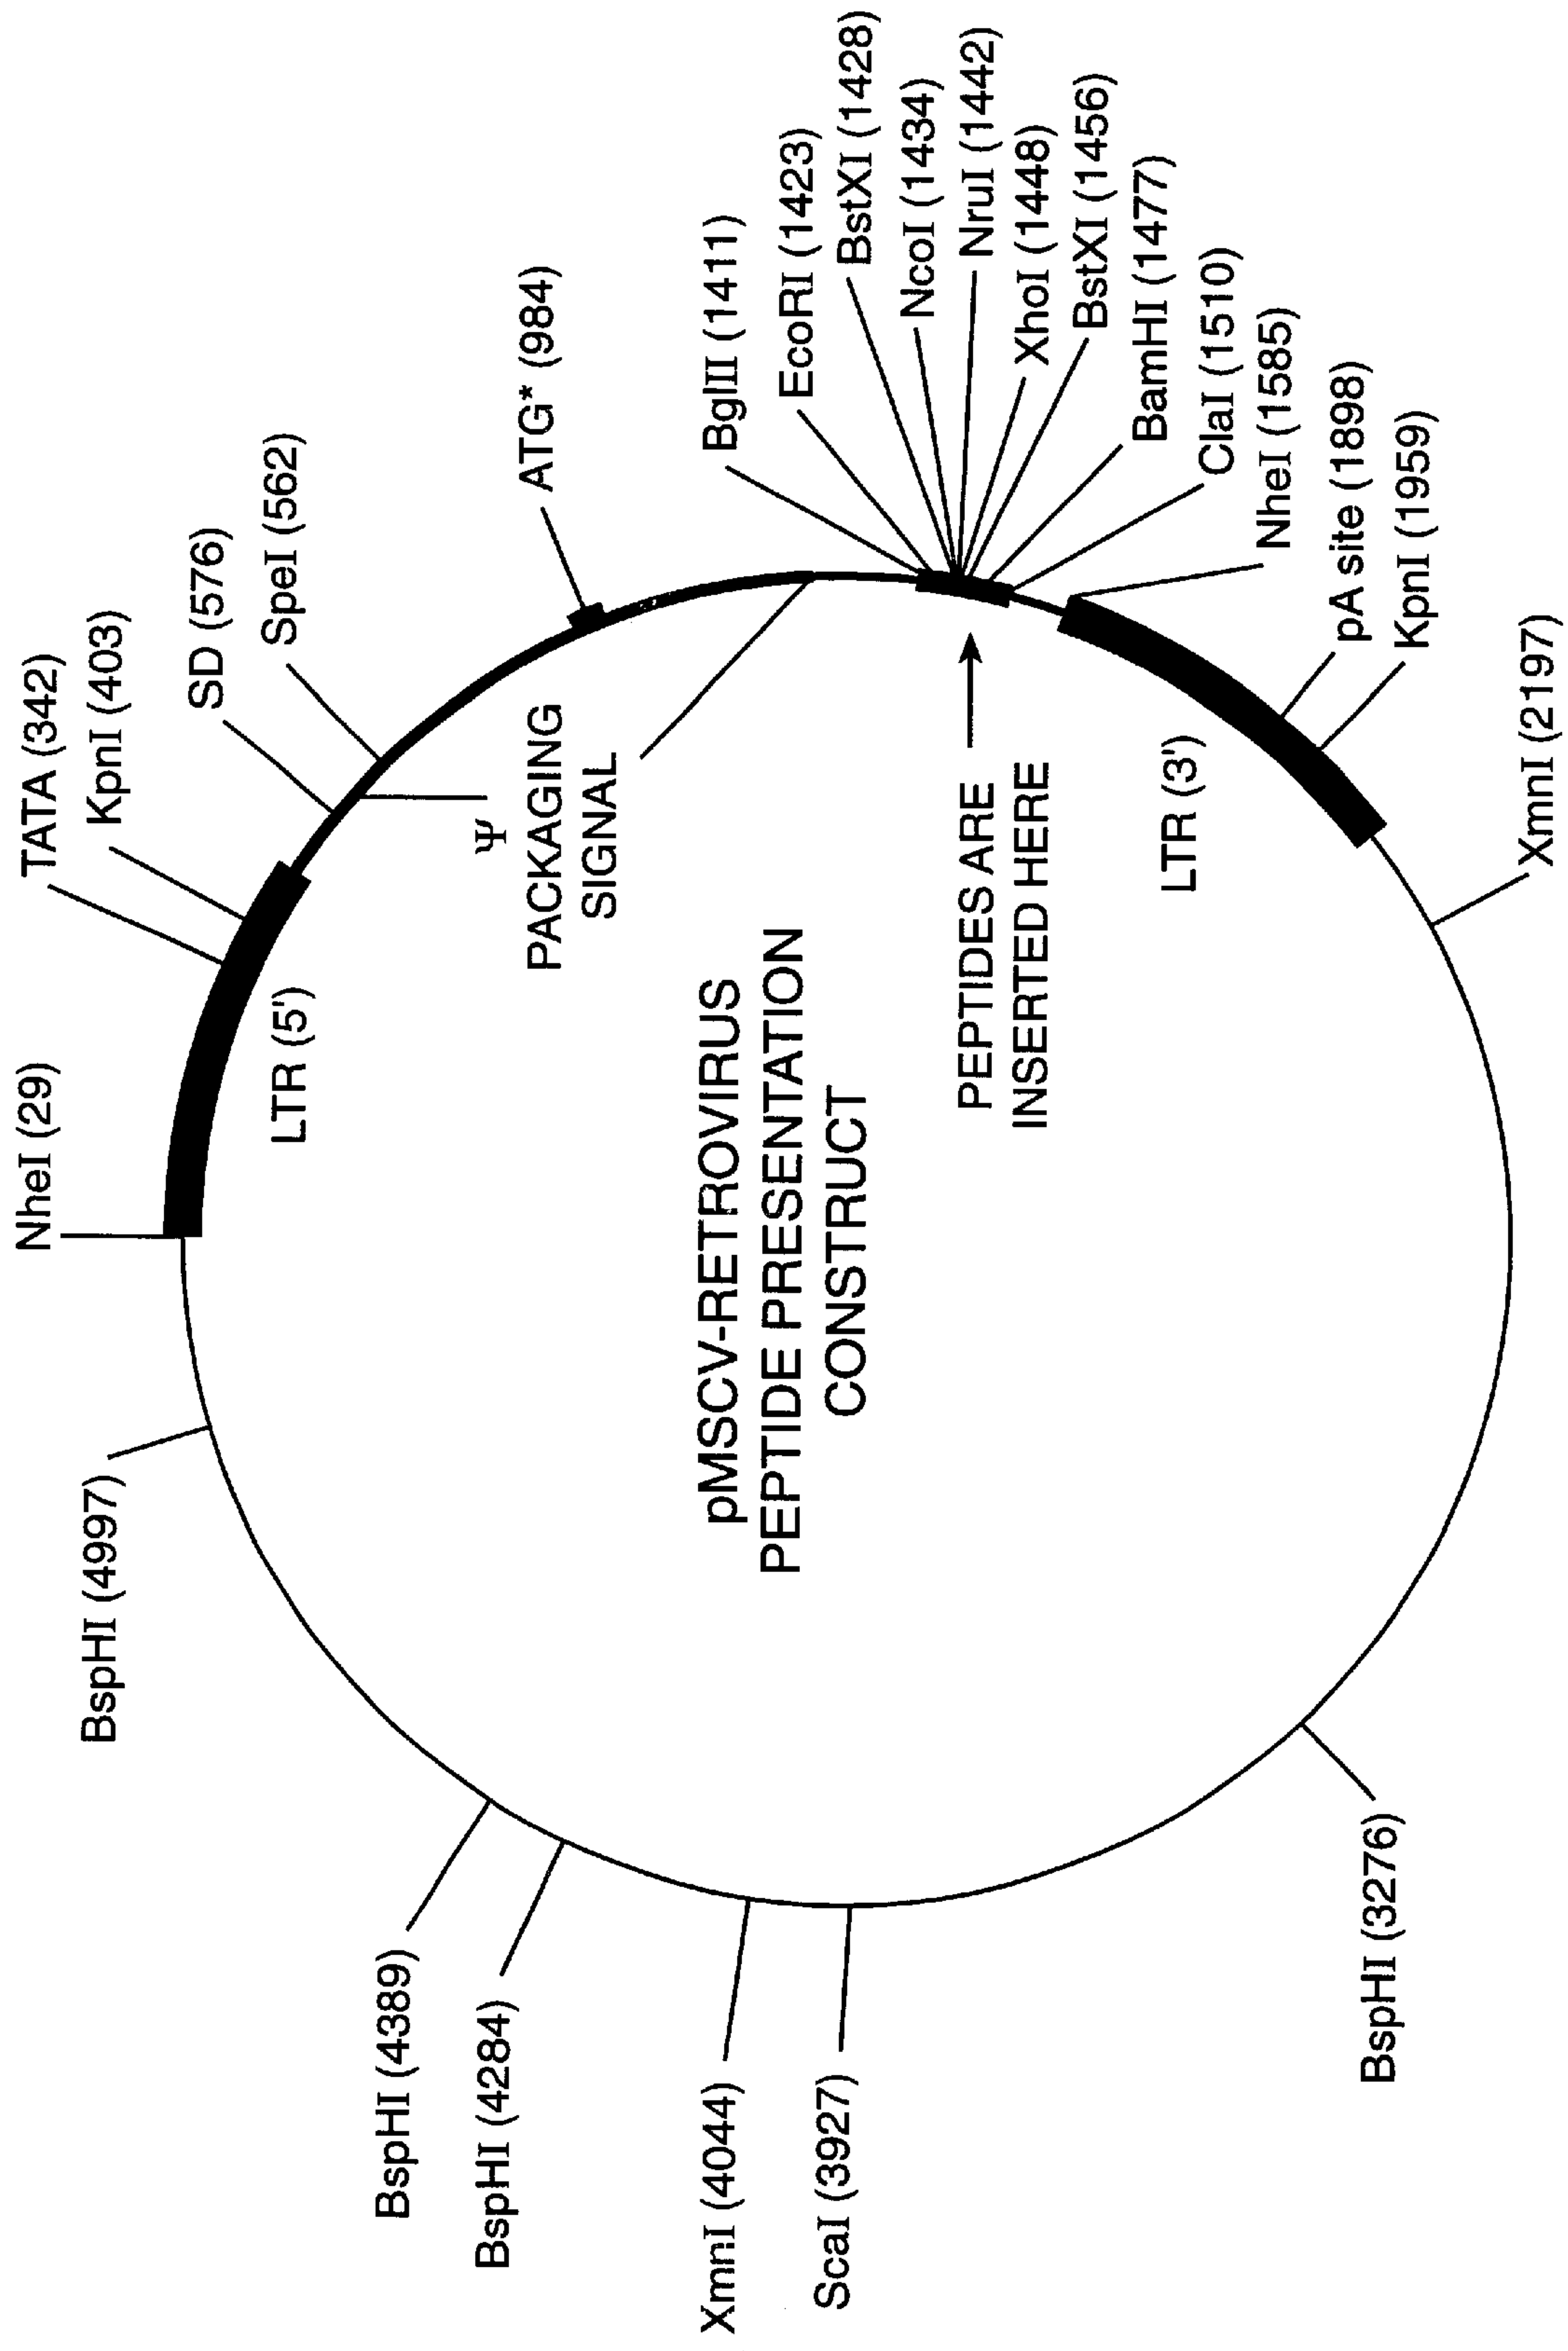 NheI (29)
TATA (342)
KpnI (403)
SD (576)
SpeI (562)
ATG* (984)
BglII (1411)
EcoRI (1423)
BstXI (1428)
NcoI (1434)
NruI (1442)
XhoI (1448)
BstXI (1456)
BamHI (1477)
ClaI (1510)
NheI (1585)
pA site (1898)
KpnI (1959)
XmnI (2197)
BspHI (3276)
ScaI (3927)
XmnI (4044)
BspHI (4284)
BspHI (4389)
BspHI (4997)
LTR (5')
Ψ
PACKAGING
SIGNAL
pMSCV-RETROVIRUS
PEPTIDE PRESENTATION
CONSTRUCT
PEPTIDES ARE
INSERTED HERE
LTR (3')